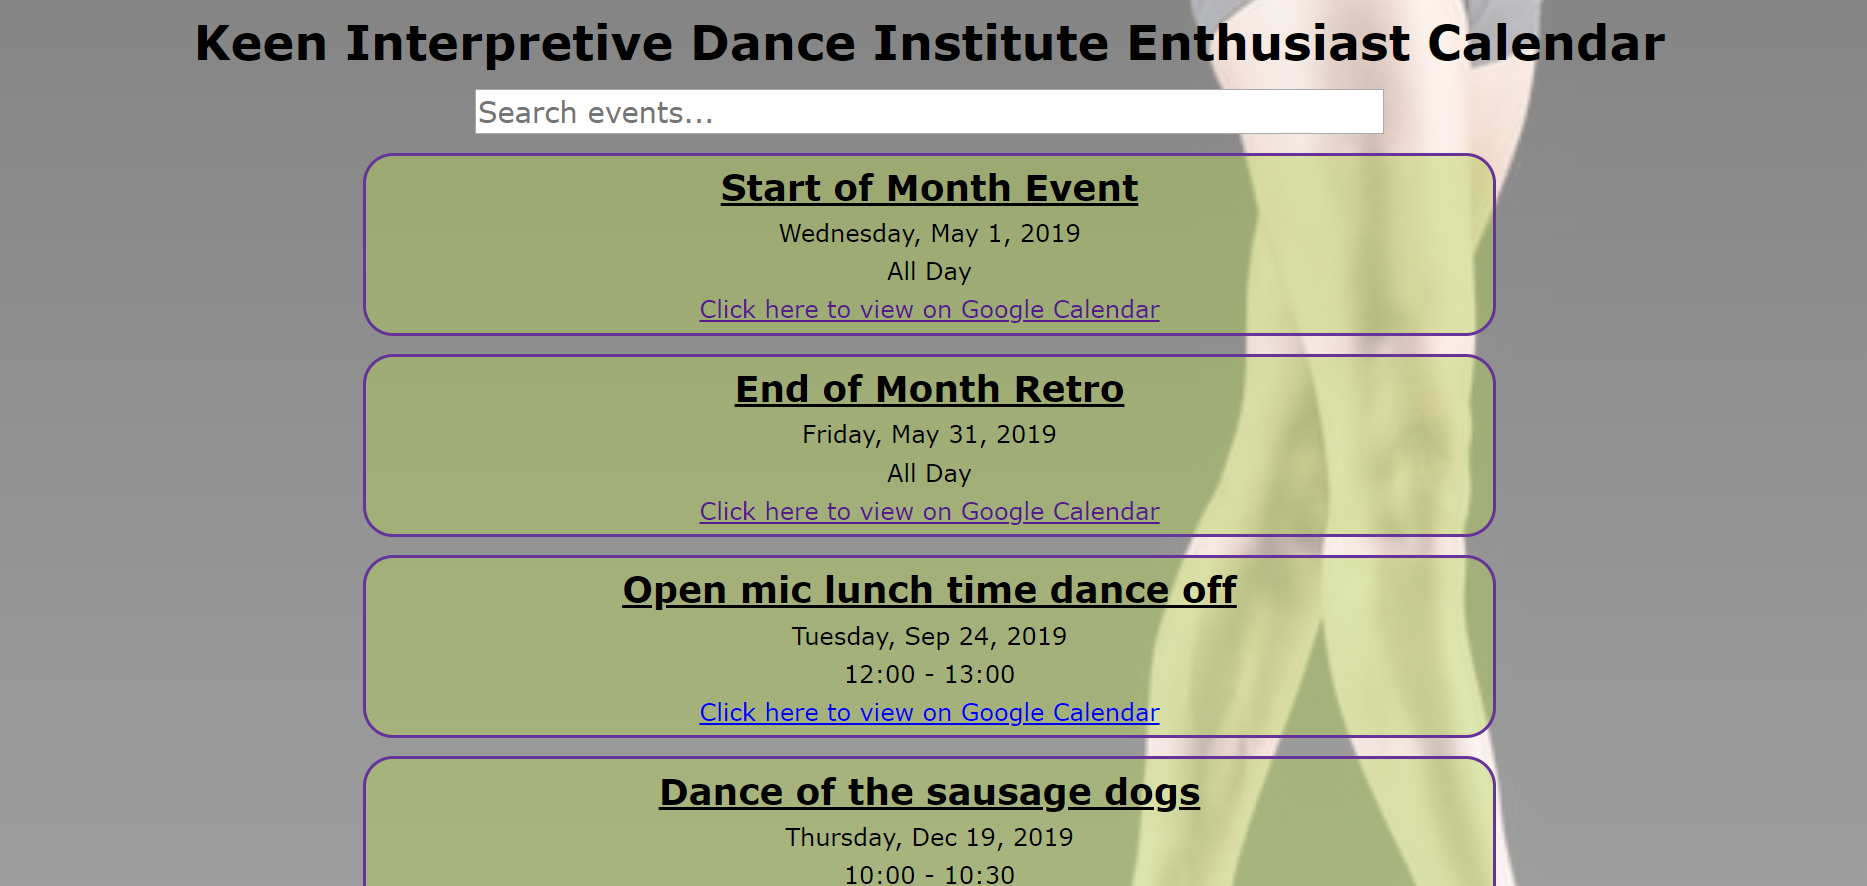 Keen Interpretive Dance Institute Enthusiast Calendar
Search events...
Start of Month Event
Wednesday, May 1, 2019
All Day
Click here to view on Google Calendar
End of Month Retro
Friday, May 31, 2019
All Day
Click here to view on Google Calendar
Open mic lunch time dance off
Tuesday, Sep 24, 2019
12:00 - 13:00
Click here to view on Google Calendar
Dance of the sausage dogs
Thursday, Dec 19, 2019
10:00 - 10:30